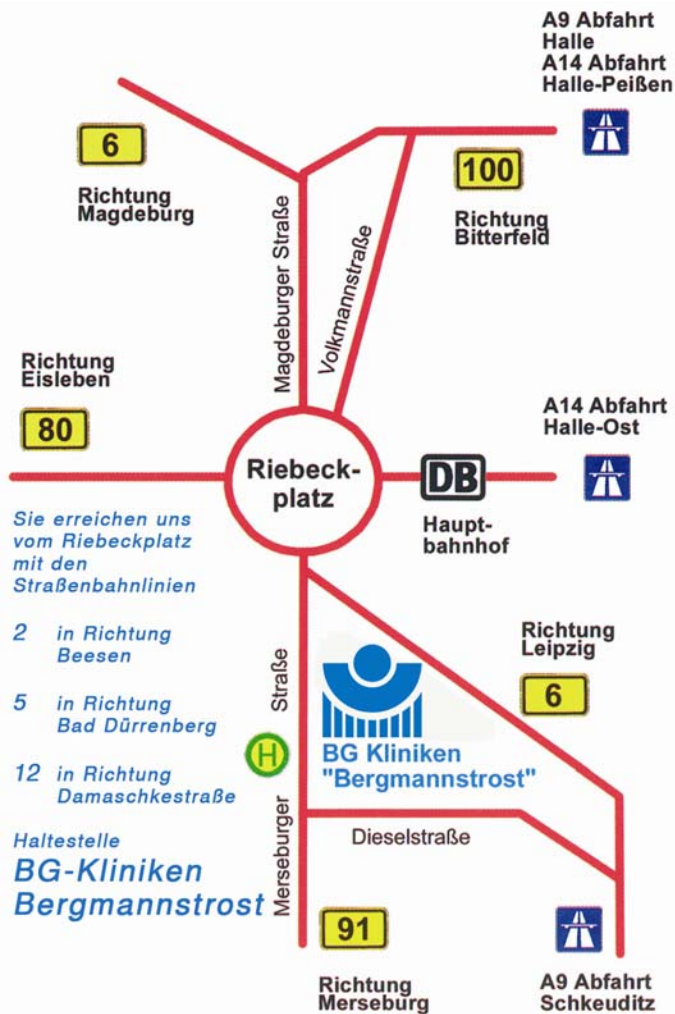 A9 Abfahrt
Halle
A14 Abfahrt
Halle-Peißen
6
Richtung
Magdeburg
100
Richtung
Bitterfeld
Magdeburger Straße
Volkmannstraße
Richtung
Eisleben
80
Riebeck-
platz
DB
Haupt-
bahnhof
A14 Abfahrt
Halle-Ost
Sie erreichen uns
vom Riebeckplatz
mit den
Straßenbahnlinien
2 in Richtung
Beesen
5 in Richtung
Bad Dürrenberg
12 in Richtung
Damaschkestraße
Haltestelle
BG-Kliniken
Bergmannstrost
Merseburger Straße
H
BG Kliniken
"Bergmannstrost"
Richtung
Leipzig
6
Dieselstraße
91
Richtung
Merseburg
A9 Abfahrt
Schkeuditz